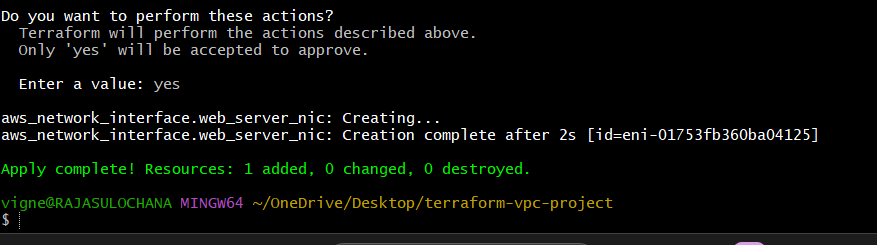 Do you want to perform these actions?
  Terraform will perform the actions described above.
  Only 'yes' will be accepted to approve.

  Enter a value: yes

aws_network_interface.web_server_nic: Creating...
aws_network_interface.web_server_nic: Creation complete after 2s [id=eni-01753fb360ba04125]

Apply complete! Resources: 1 added, 0 changed, 0 destroyed.

vigne@RAJASULOCHANA MINGW64 ~/OneDrive/Desktop/terraform-vpc-project
$